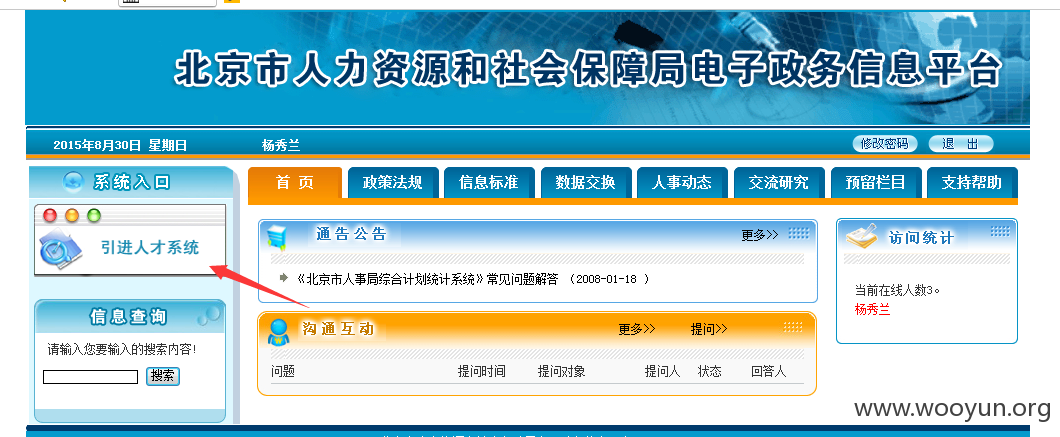 北京市人力资源和社会保障局电子政务信息平台
2015年8月30日 星期日 杨秀兰 修改密码 退 出
系统入口 首 页 政策法规 信息标准 数据交换 人事动态 交流研究 预留栏目 支持帮助
引进人才系统
通告公告 更多>>
《北京市人事局综合计划统计系统》常见问题解答 （2008-01-18 ）
访问统计
当前在线人数3。
杨秀兰
信息查询
请输入您要输入的搜索内容!
搜索
沟通互动 更多>> 提问>>
问题 提问时间 提问对象 提问人 状态 回答人
www.wooyun.org